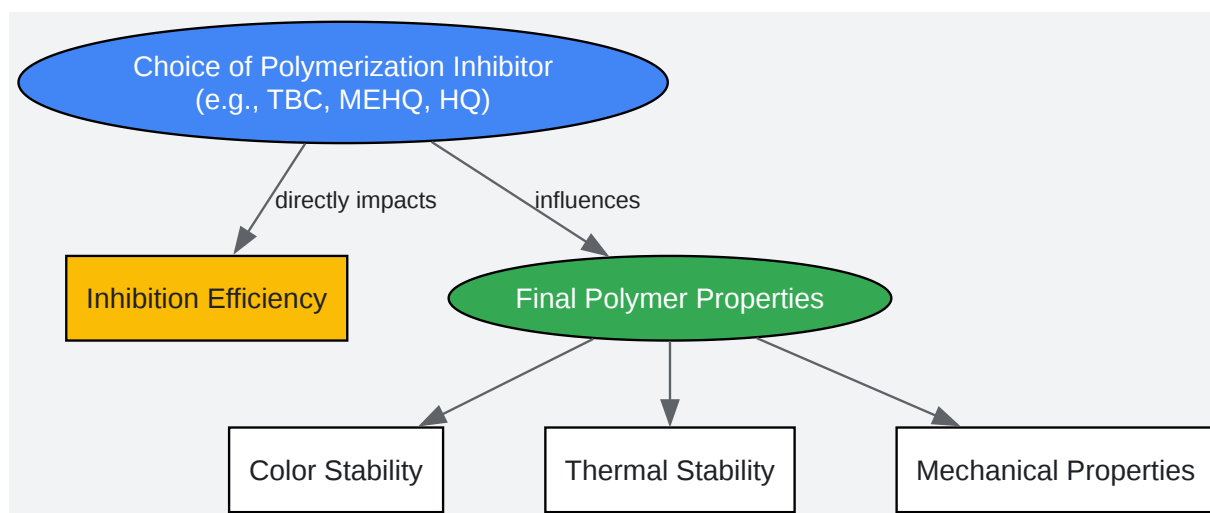 Choice of Polymerization Inhibitor
(e.g., TBC, MEHQ, HQ)
directly impacts
influences
Inhibition Efficiency
Final Polymer Properties
Color Stability
Thermal Stability
Mechanical Properties